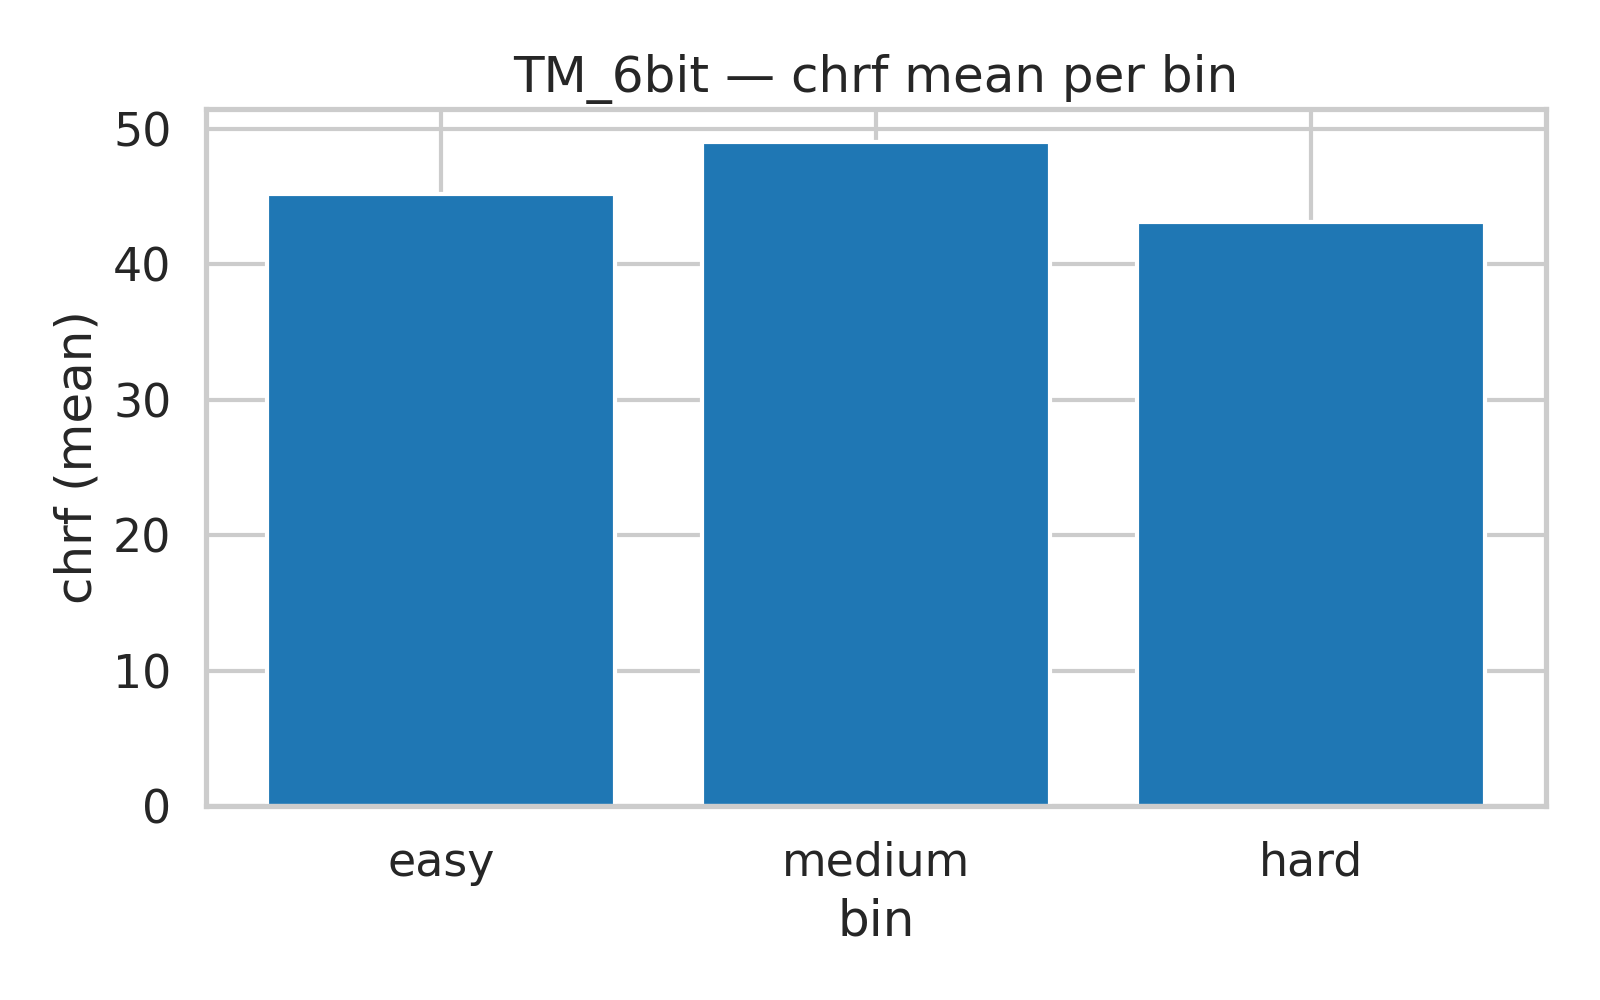 TM_6bit — chrf mean per bin
50
40
30
20
10
0
chrf (mean)
easy medium hard
bin